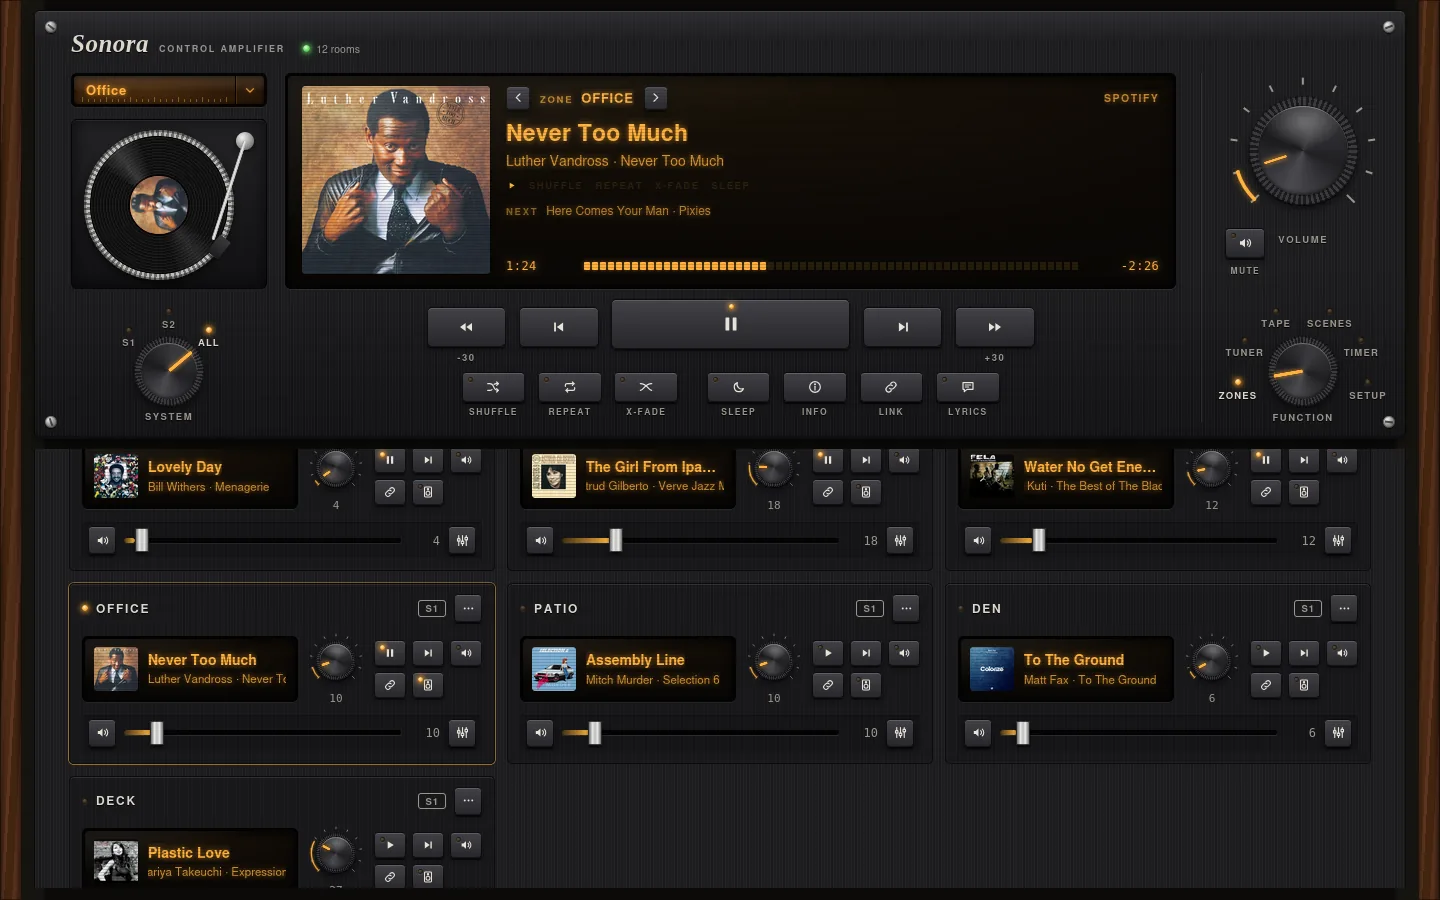 Sonora CONTROL AMPLIFIER 12 rooms
Office
Luther Vandross
ZONE OFFICE
SPOTIFY
Never Too Much
Luther Vandross · Never Too Much
SHUFFLE REPEAT X-FADE SLEEP
NEXT Here Comes Your Man · Pixies
1:24
-2:26
VOLUME
MUTE
S1
S2
ALL
SYSTEM
-30
+30
SHUFFLE
REPEAT
X-FADE
SLEEP
INFO
LINK
LYRICS
TAPE
SCENES
TUNER
TIMER
ZONES
SETUP
FUNCTION
Lovely Day
Bill Withers · Menagerie
4
4
The Girl From Ipa...
trud Gilberto · Verve Jazz M
18
18
FELA
Water No Get Ene...
Kuti · The Best of The Blac
12
12
OFFICE
S1
Never Too Much
Luther Vandross · Never To
10
10
PATIO
S1
Assembly Line
Mitch Murder · Selection 6
10
10
DEN
S1
Colorize
To The Ground
Matt Fax · To The Ground
6
6
DECK
S1
Plastic Love
ariya Takeuchi · Expression